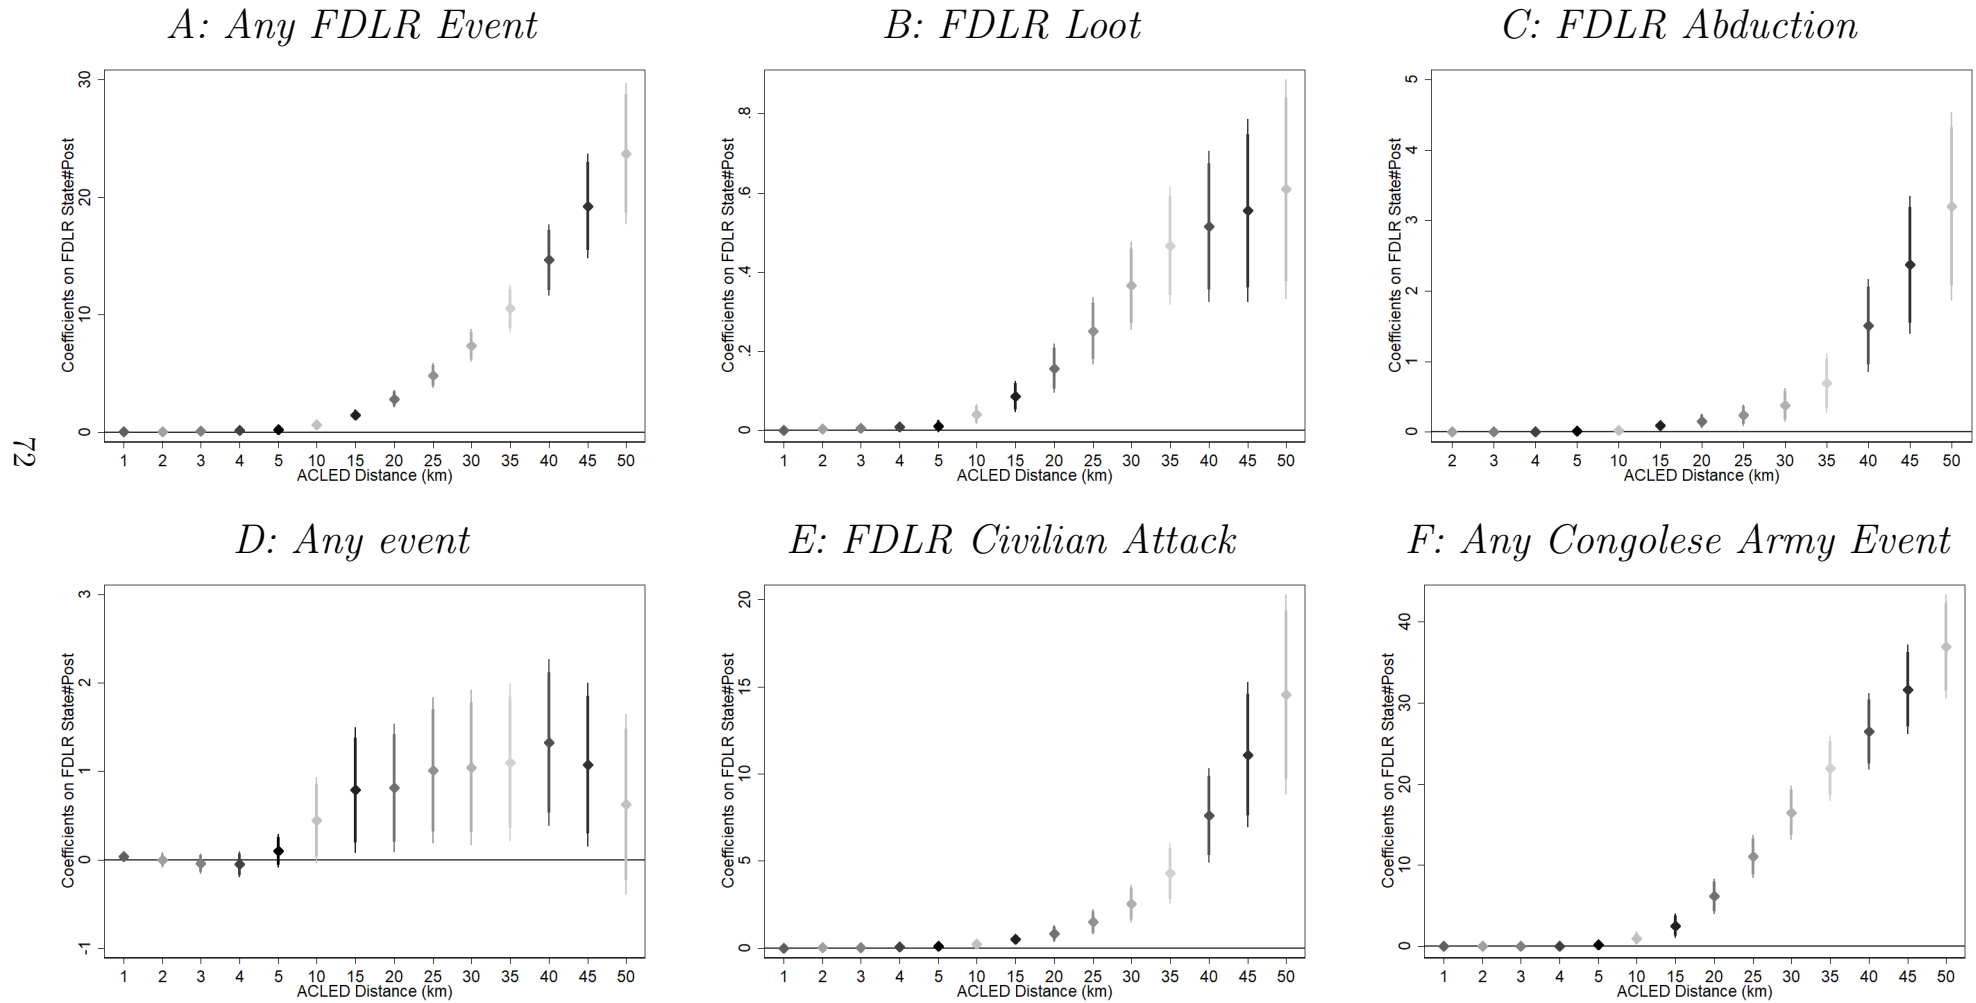 A: Any FDLR Event
30
20
10
0
Coefficients on FDLR State#Post
1 2 3 4 5 10 15 20 25 30 35 40 45 50
ACLED Distance (km)
B: FDLR Loot
.8
.6
.4
.2
0
Coefficients on FDLR State#Post
1 2 3 4 5 10 15 20 25 30 35 40 45 50
ACLED Distance (km)
C: FDLR Abduction
5
4
3
2
1
0
Coefficients on FDLR State#Post
2 3 4 5 10 15 20 25 30 35 40 45 50
ACLED Distance (km)
72
D: Any event
3
2
1
0
-1
Coefficients on FDLR State#Post
1 2 3 4 5 10 15 20 25 30 35 40 45 50
ACLED Distance (km)
E: FDLR Civilian Attack
20
15
10
5
0
Coefficients on FDLR State#Post
1 2 3 4 5 10 15 20 25 30 35 40 45 50
ACLED Distance (km)
F: Any Congolese Army Event
40
30
20
10
0
Coefficients on FDLR State#Post
1 2 3 4 5 10 15 20 25 30 35 40 45 50
ACLED Distance (km)